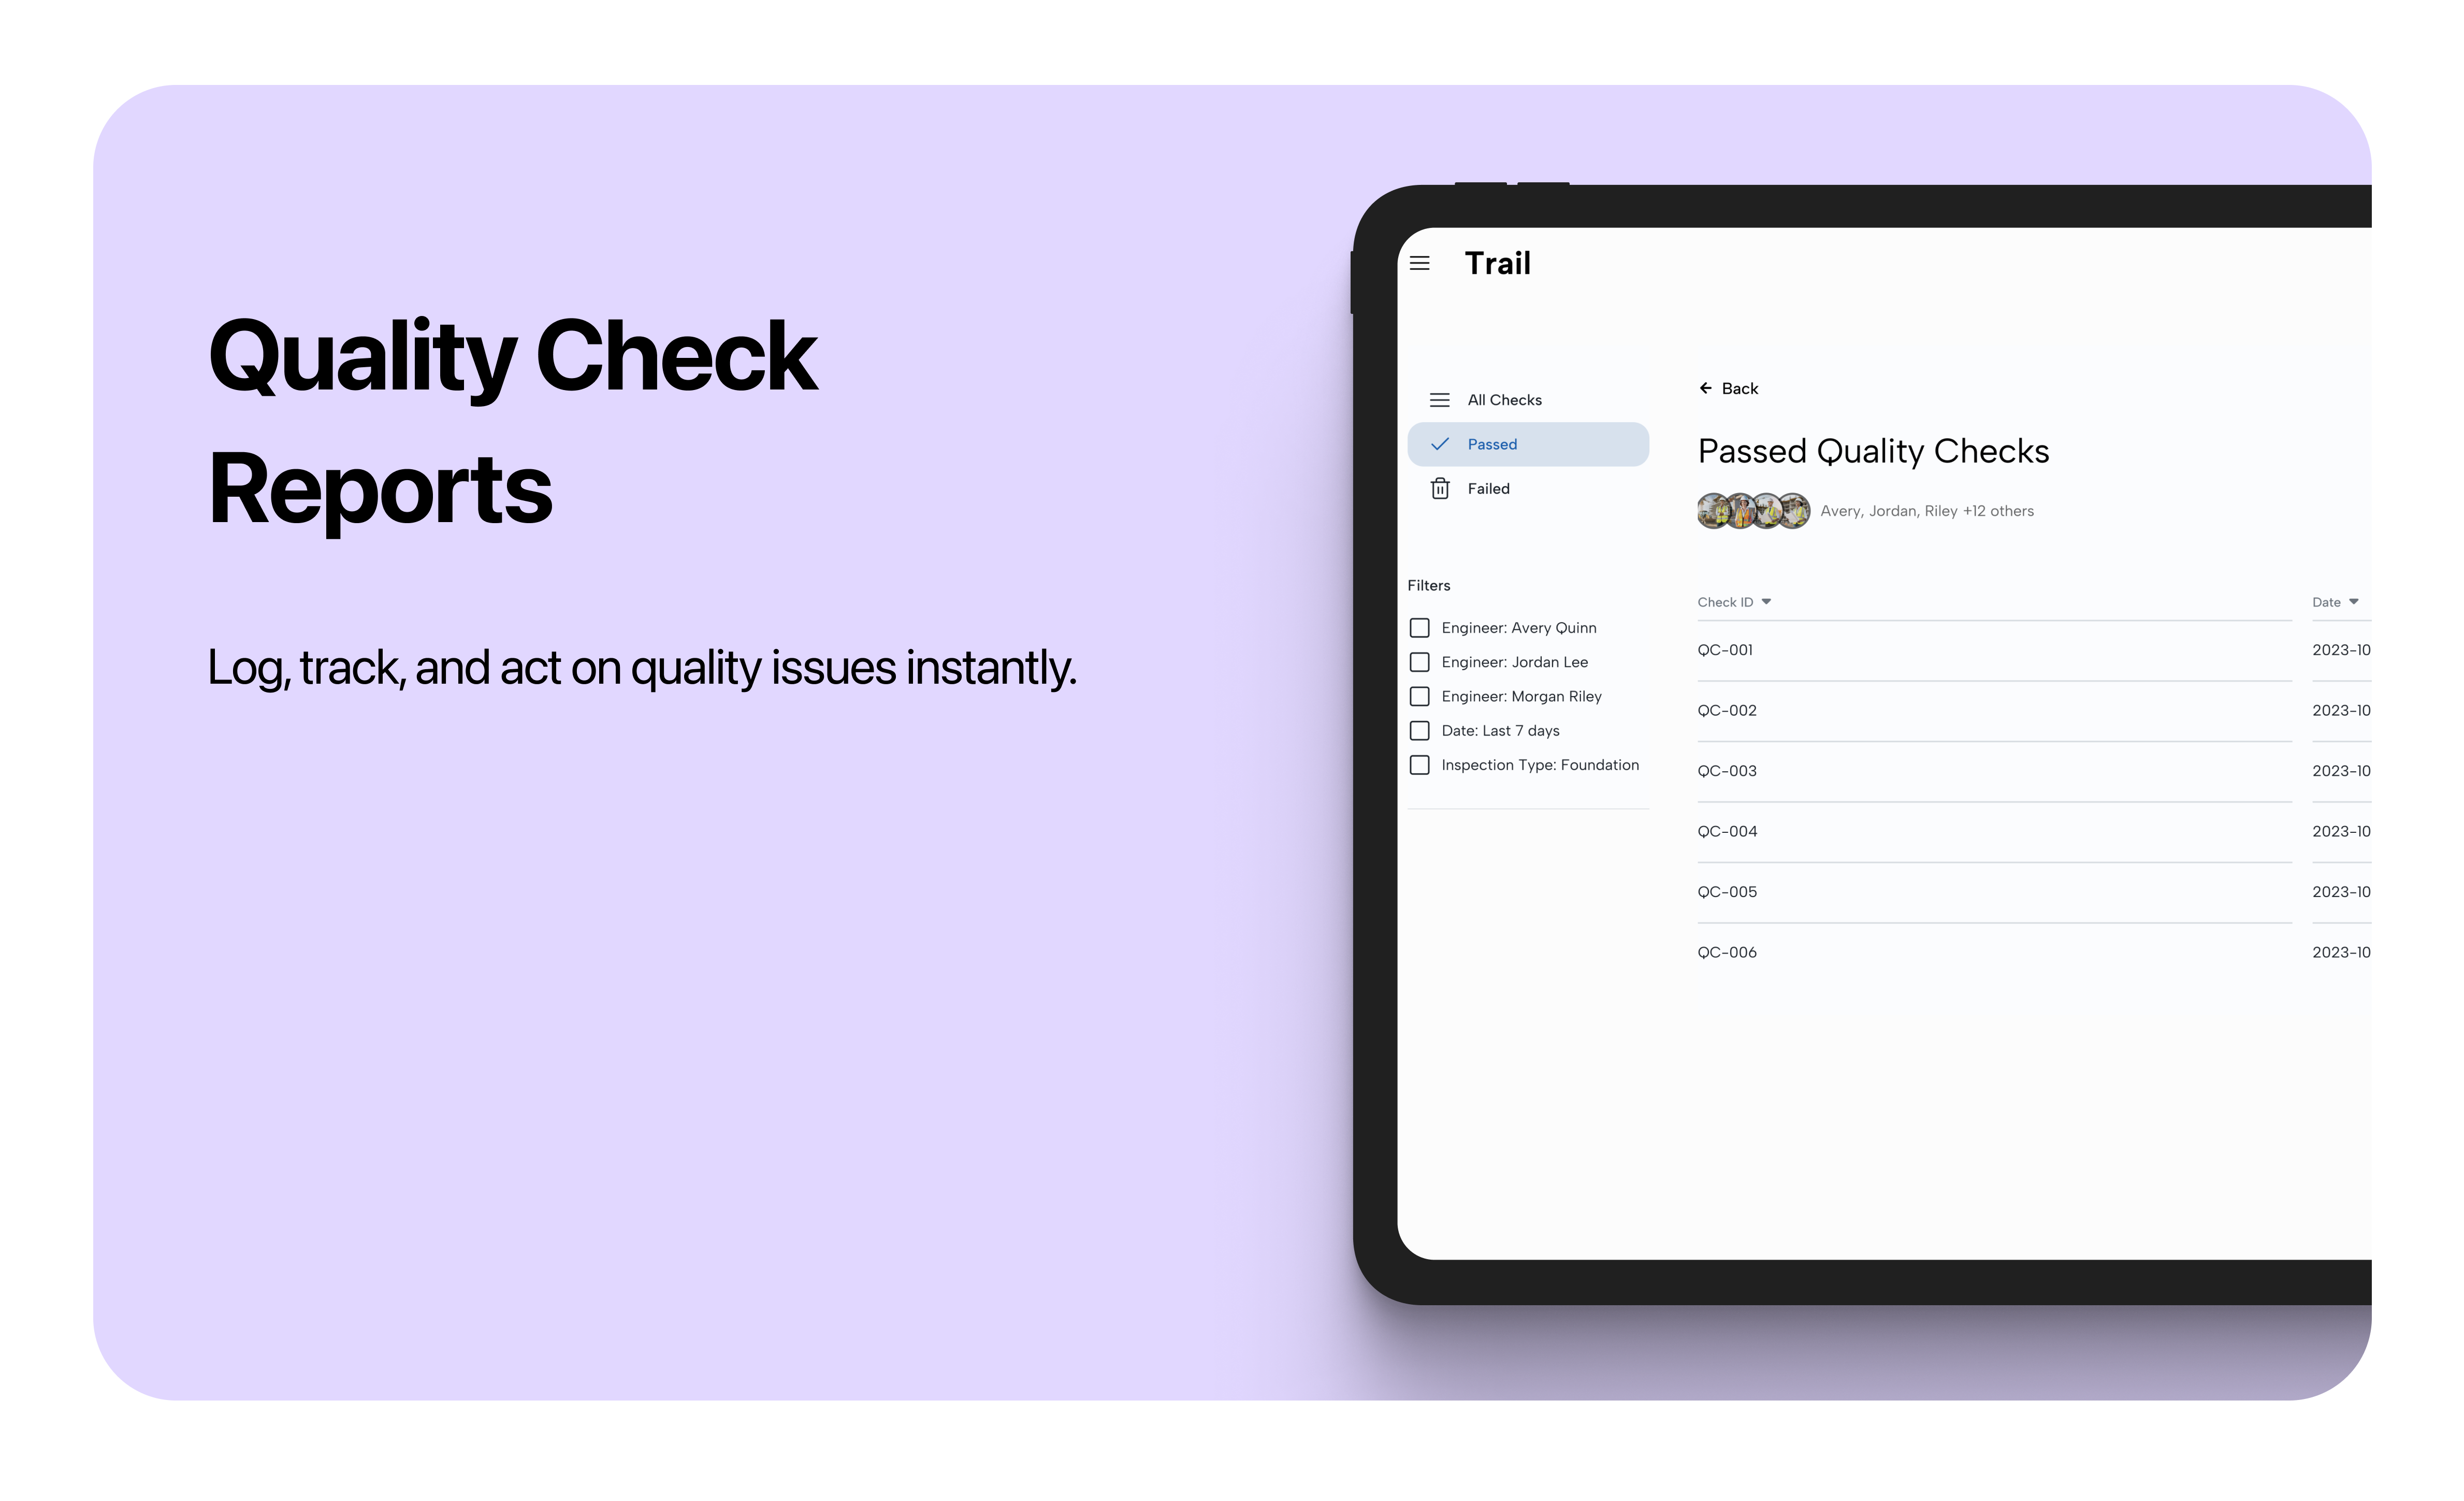 Quality Check
Reports
Log, track, and act on quality issues instantly.
Trail
All Checks
Passed
Failed
Filters
Engineer: Avery Quinn
Engineer: Jordan Lee
Engineer: Morgan Riley
Date: Last 7 days
Inspection Type: Foundation
Back
Passed Quality Checks
Avery, Jordan, Riley +12 others
Check ID Date
QC-001 2023-10
QC-002 2023-10
QC-003 2023-10
QC-004 2023-10
QC-005 2023-10
QC-006 2023-10